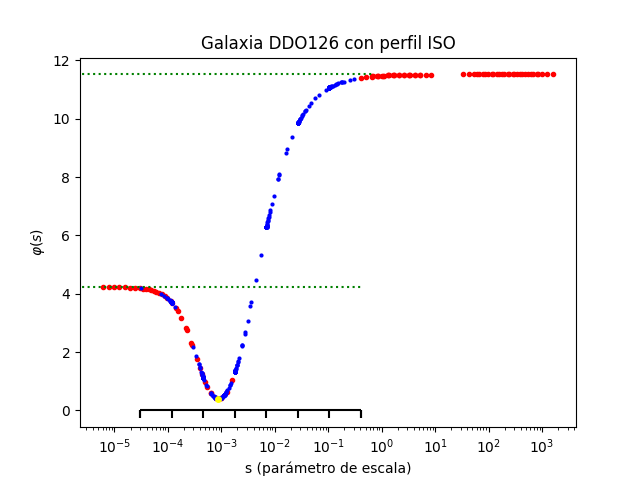 Galaxia DDO126 con perfil ISO
12
10
8
6
4
2
0
φ(s)
10⁻⁵ 10⁻⁴ 10⁻³ 10⁻² 10⁻¹ 10⁰ 10¹ 10² 10³
s (parámetro de escala)